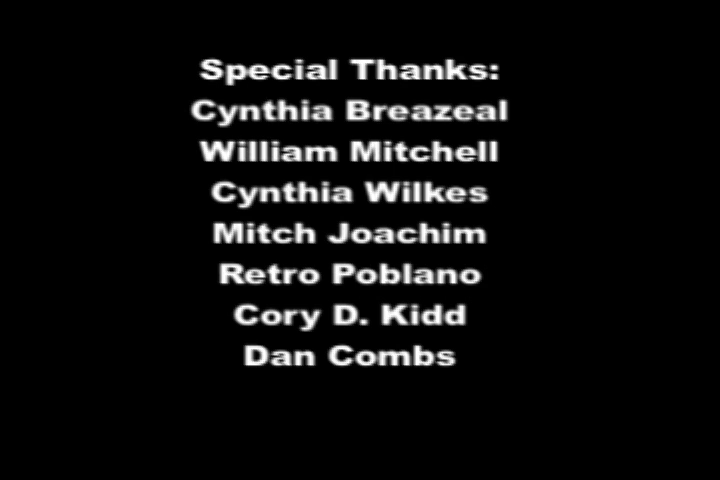 Special Thanks:
Cynthia Breazeal
William Mitchell
Cynthia Wilkes
Mitch Joachim
Retro Poblano
Cory D. Kidd
Dan Combs